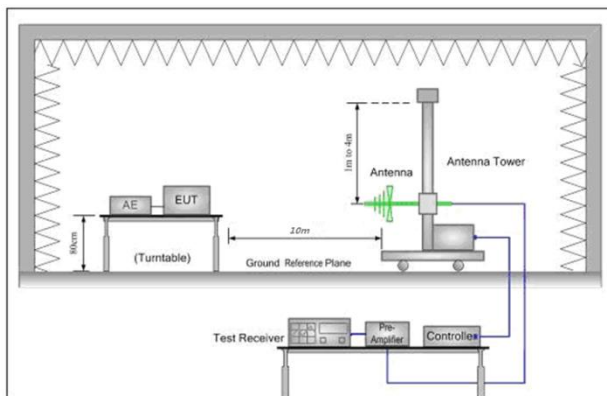 1m to 4m
Antenna
Antenna Tower
AE
EUT
80cm
(Turntable)
10m
Ground Reference Plane
Test Receiver
Pre-
Amplifier
Controller